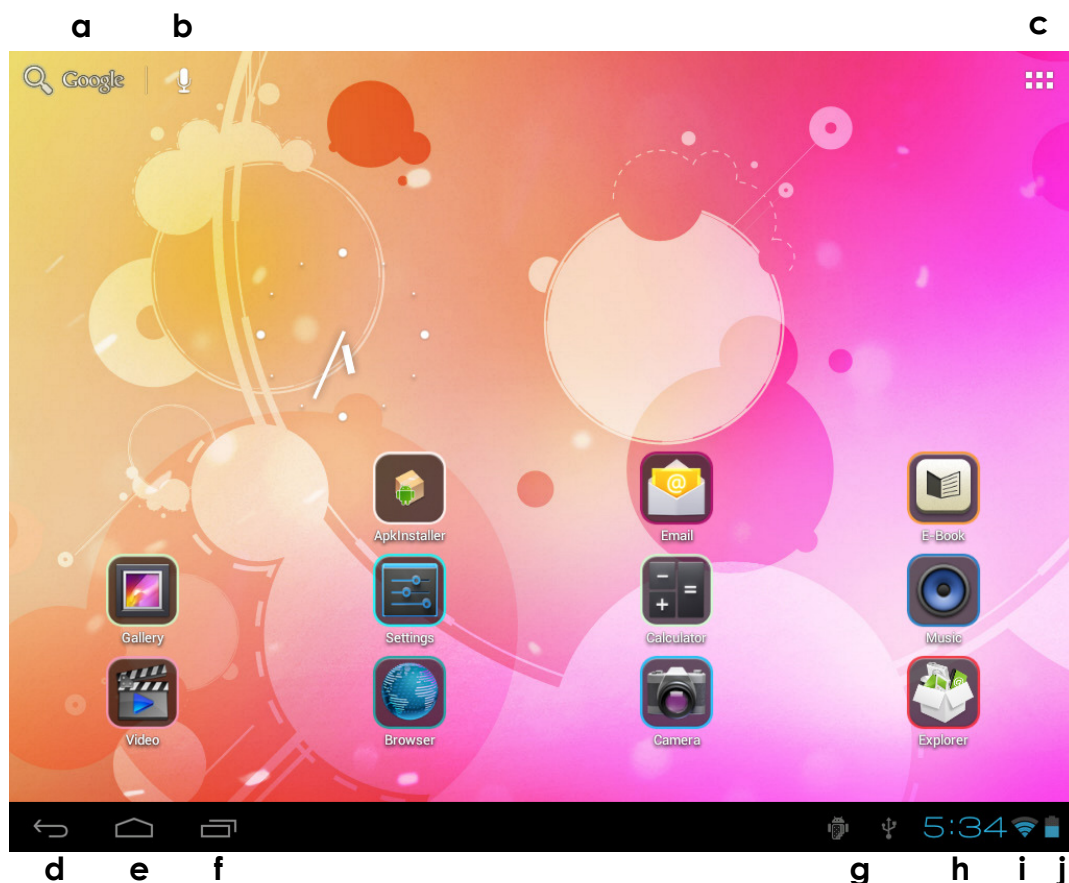 a b c
Google
ApkInstaller Email E-Book
@
Gallery Settings Calculator Music
Video Browser Camera Explorer
5:34
d e f g h i j